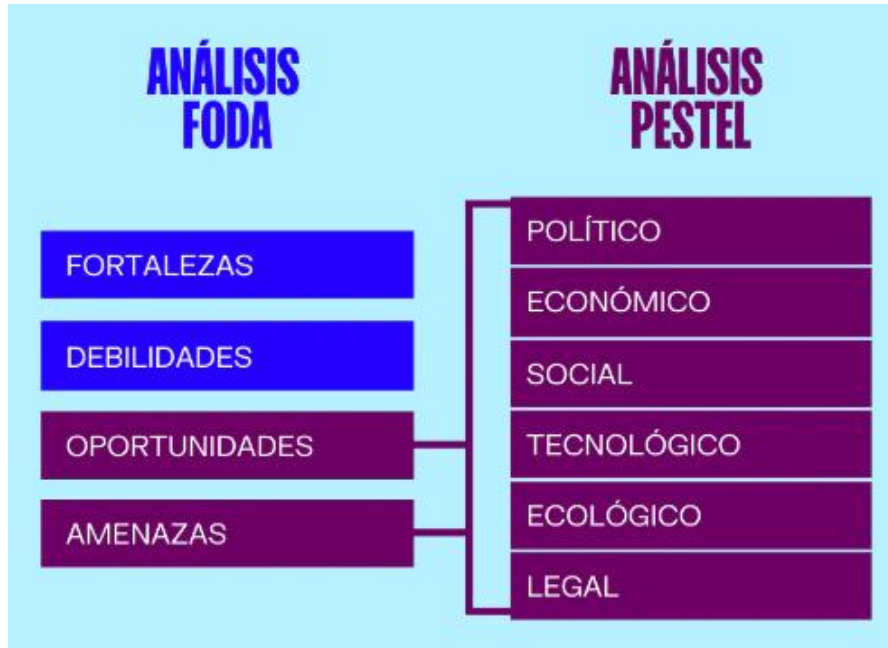 ANÁLISIS
FODA
FORTALEZAS
DEBILIDADES
OPORTUNIDADES
AMENAZAS
ANÁLISIS
PESTEL
POLÍTICO
ECONÓMICO
SOCIAL
TECNOLÓGICO
ECOLÓGICO
LEGAL